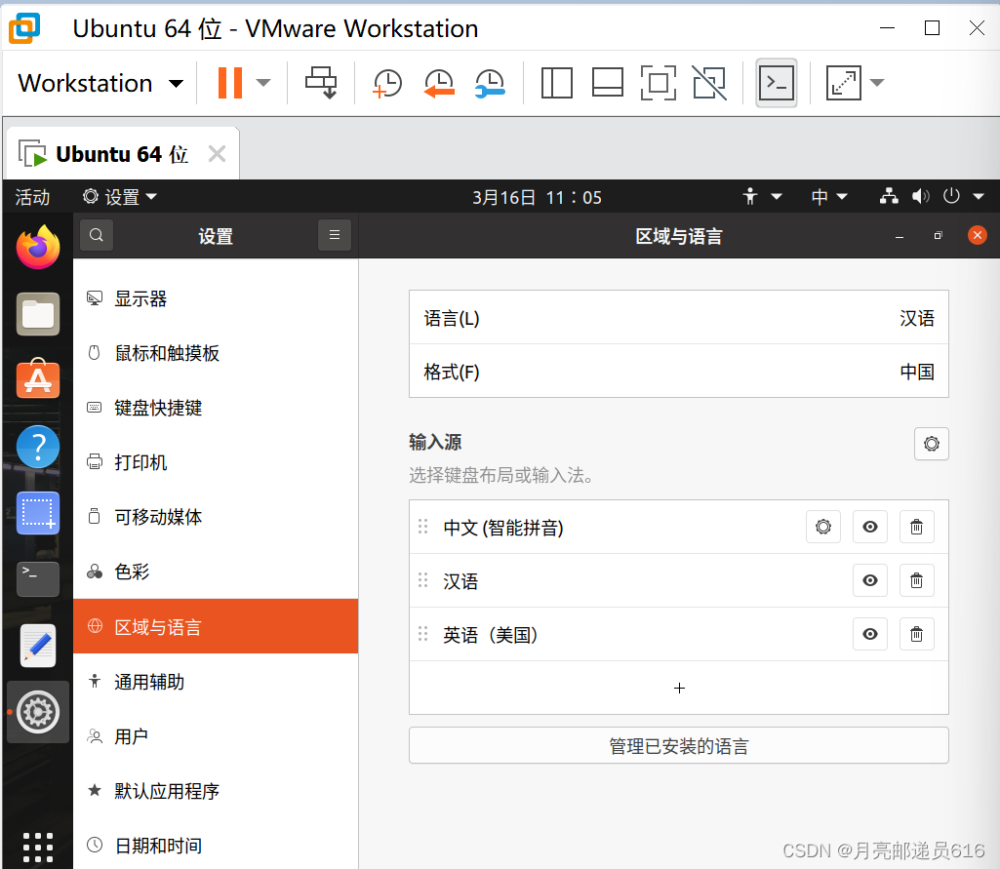 Ubuntu 64 位 - VMware Workstation
Workstation
Ubuntu 64 位
活动 设置 3月16日 11：05 中
设置 区域与语言
显示器
鼠标和触摸板
键盘快捷键
打印机
可移动媒体
色彩
区域与语言
通用辅助
用户
默认应用程序
日期和时间
语言(L) 汉语
格式(F) 中国
输入源
选择键盘布局或输入法。
中文 (智能拼音)
汉语
英语（美国）
+
管理已安装的语言
CSDN @月亮邮递员616